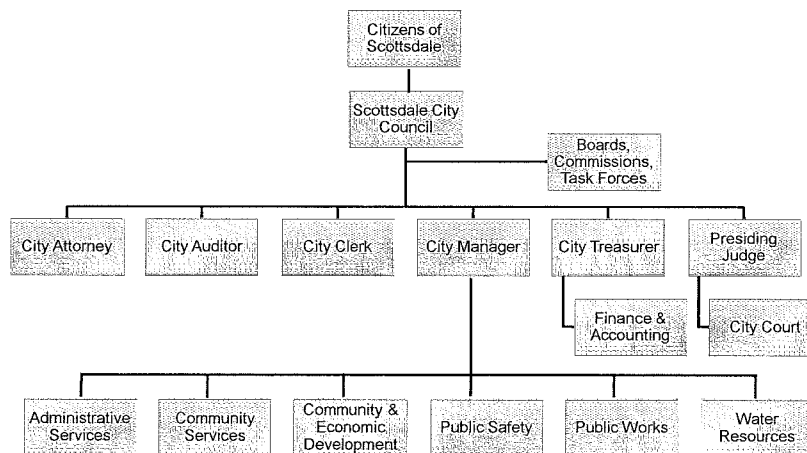 Citizens of
Scottsdale
Scottsdale City
Council
Boards,
Commissions,
Task Forces
City Attorney
City Auditor
City Clerk
City Manager
City Treasurer
Presiding
Judge
Finance &
Accounting
City Court
Administrative
Services
Community
Services
Community &
Economic
Development
Public Safety
Public Works
Water
Resources